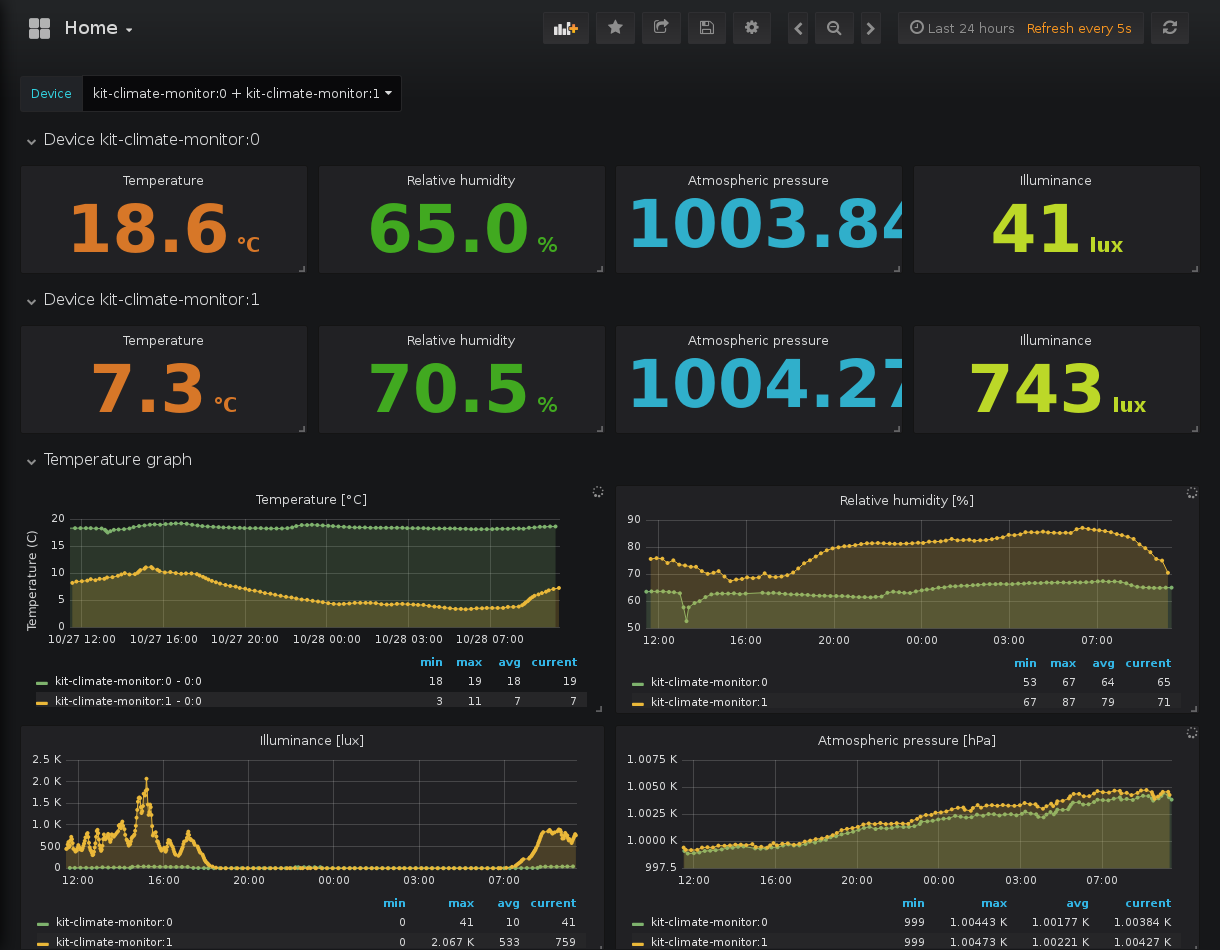 Home
Last 24 hours Refresh every 5s
Device kit-climate-monitor:0 + kit-climate-monitor:1
Device kit-climate-monitor:0
Temperature Relative humidity Atmospheric pressure Illuminance
18.6 °C 65.0 % 1003.84 41 lux
Device kit-climate-monitor:1
Temperature Relative humidity Atmospheric pressure Illuminance
7.3 °C 70.5 % 1004.27 743 lux
Temperature graph
Temperature [°C]
Temperature (C)
20
15
10
5
0
10/27 12:00 10/27 16:00 10/27 20:00 10/28 00:00 10/28 03:00 10/28 07:00
min max avg current
kit-climate-monitor:0 - 0:0 18 19 18 19
kit-climate-monitor:1 - 0:0 3 11 7 7
Relative humidity [%]
90
80
70
60
50
12:00 16:00 20:00 00:00 03:00 07:00
min max avg current
kit-climate-monitor:0 53 67 64 65
kit-climate-monitor:1 67 87 79 71
Illuminance [lux]
2.5 K
2.0 K
1.5 K
1.0 K
500
0
12:00 16:00 20:00 00:00 03:00 07:00
min max avg current
kit-climate-monitor:0 0 41 10 41
kit-climate-monitor:1 0 2.067 K 533 759
Atmospheric pressure [hPa]
1.0075 K
1.0050 K
1.0025 K
1.0000 K
997.5
12:00 16:00 20:00 00:00 03:00 07:00
min max avg current
kit-climate-monitor:0 999 1.00443 K 1.00177 K 1.00384 K
kit-climate-monitor:1 999 1.00473 K 1.00221 K 1.00427 K